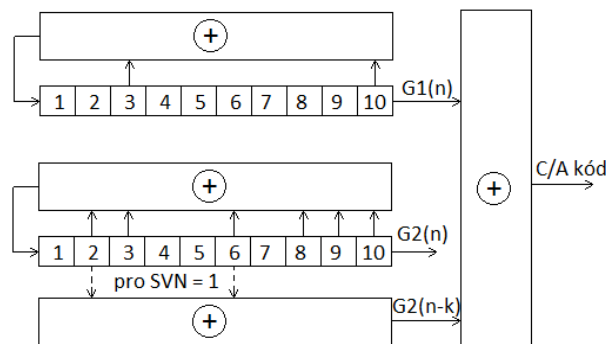 +
1 2 3 4 5 6 7 8 9 10
G1(n)
+
C/A kód
+
1 2 3 4 5 6 7 8 9 10
G2(n)
pro SVN = 1
+
G2(n-k)